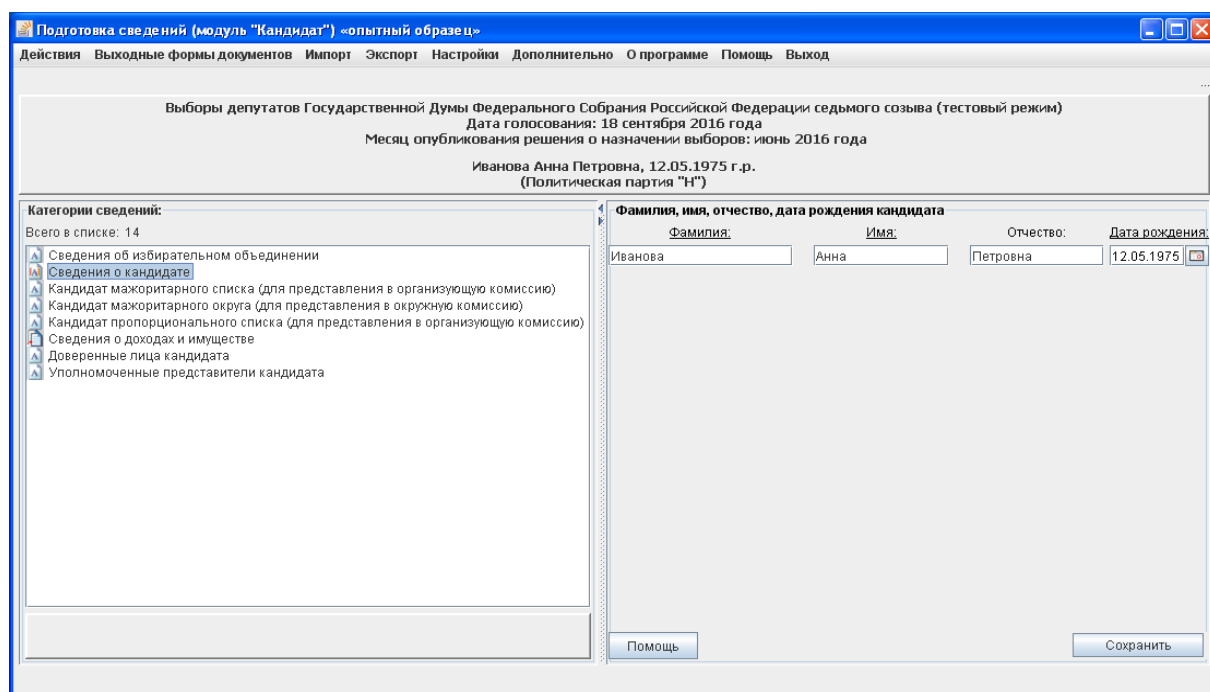 Подготовка сведений (модуль "Кандидат") «опытный образец»
Действия Выходные формы документов Импорт Экспорт Настройки Дополнительно О программе Помощь Выход
...
Выборы депутатов Государственной Думы Федерального Собрания Российской Федерации седьмого созыва (тестовый режим)
Дата голосования: 18 сентября 2016 года
Месяц опубликования решения о назначении выборов: июнь 2016 года
Иванова Анна Петровна, 12.05.1975 г.р.
(Политическая партия "Н")
Категории сведений:
Всего в списке: 14
Сведения об избирательном объединении
Сведения о кандидате
Кандидат мажоритарного списка (для представления в организующую комиссию)
Кандидат мажоритарного округа (для представления в окружную комиссию)
Кандидат пропорционального списка (для представления в организующую комиссию)
Сведения о доходах и имуществе
Доверенные лица кандидата
Уполномоченные представители кандидата
Фамилия, имя, отчество, дата рождения кандидата
Фамилия: Имя: Отчество: Дата рождения:
Иванова Анна Петровна 12.05.1975
Помощь Сохранить